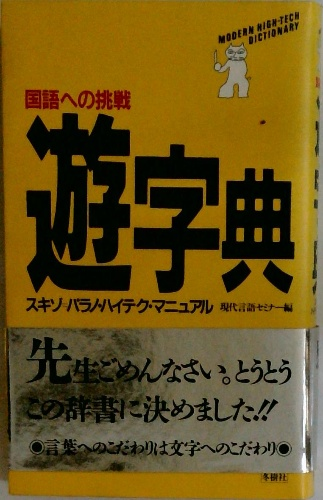 MODERN HIGH-TECH
DICTIONARY
国語への挑戦
遊字典
スキゾ=パラノ・ハイテク・マニュアル 現代言語セミナー編
先生ごめんなさい。とうとう
この辞書に決めました!!
◉言葉へのこだわりは文字へのこだわり◉
冬樹社